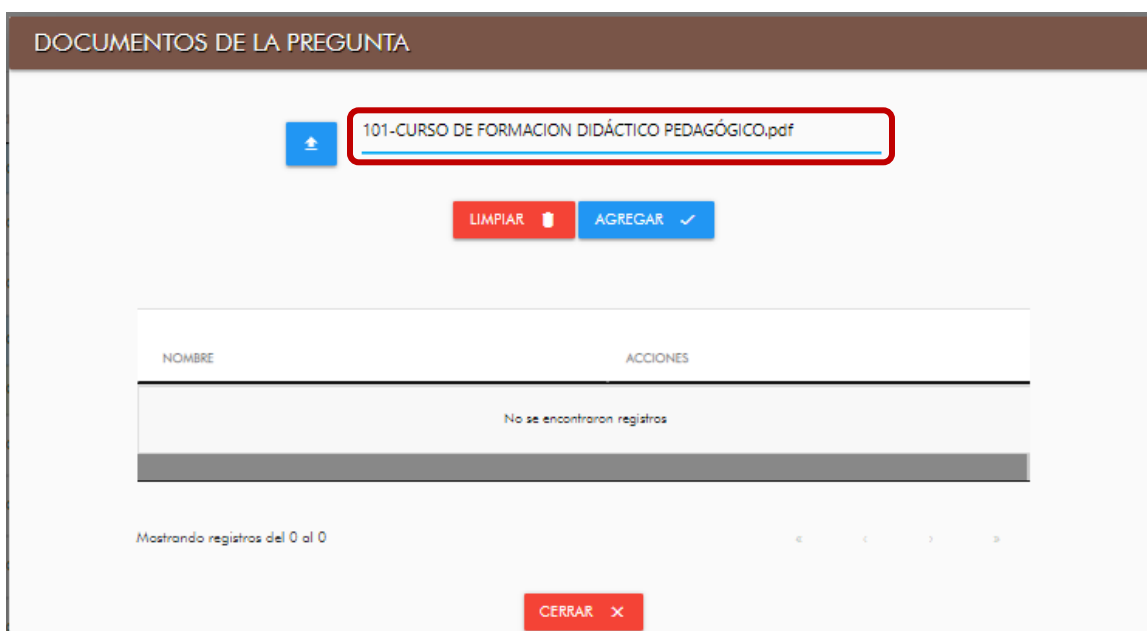 DOCUMENTOS DE LA PREGUNTA
101-CURSO DE FORMACION DIDÁCTICO PEDAGÓGICO.pdf
LIMPIAR AGREGAR
NOMBRE ACCIONES
No se encontraron registros
Mostrando registros del 0 al 0
« ‹ › »
CERRAR